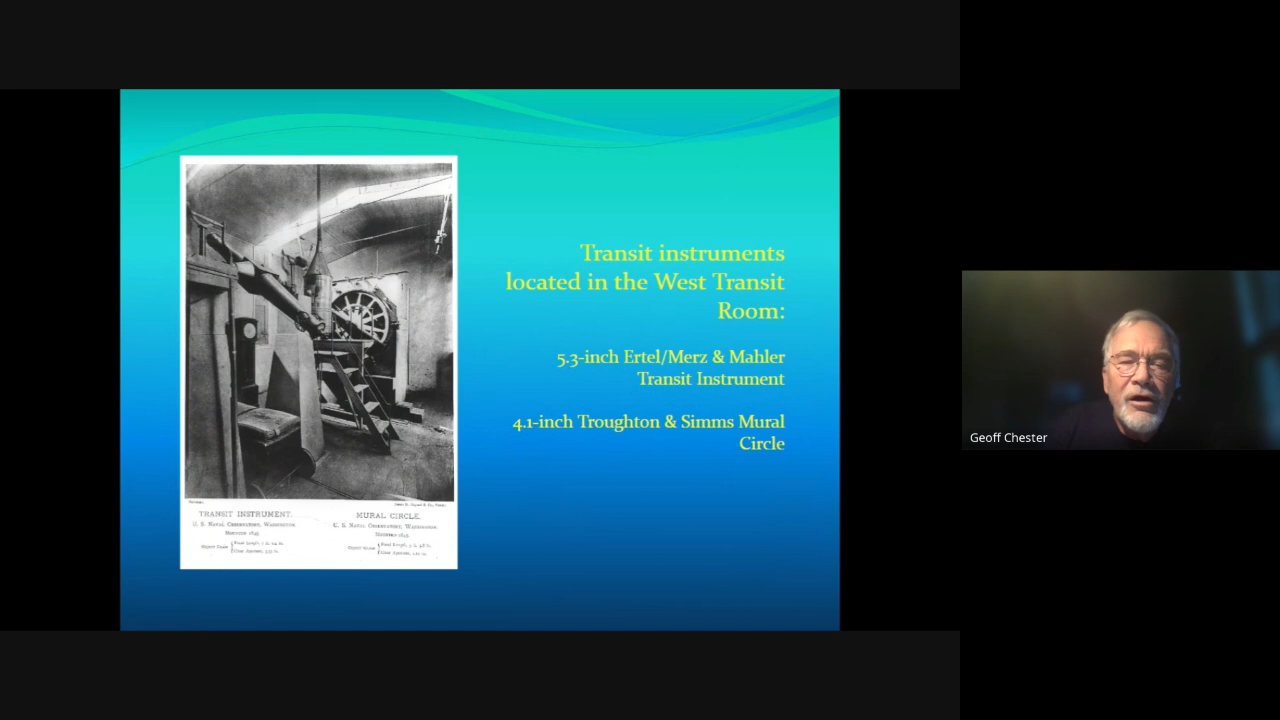 Transit instruments
located in the West Transit
Room:
5.3-inch Ertel/Merz & Mahler
Transit Instrument
4.1-inch Troughton & Simms Mural
Circle
TRANSIT INSTRUMENT.
U. S. Naval Observatory, Washington.
MURAL CIRCLE.
U. S. Naval Observatory, Washington.
Geoff Chester